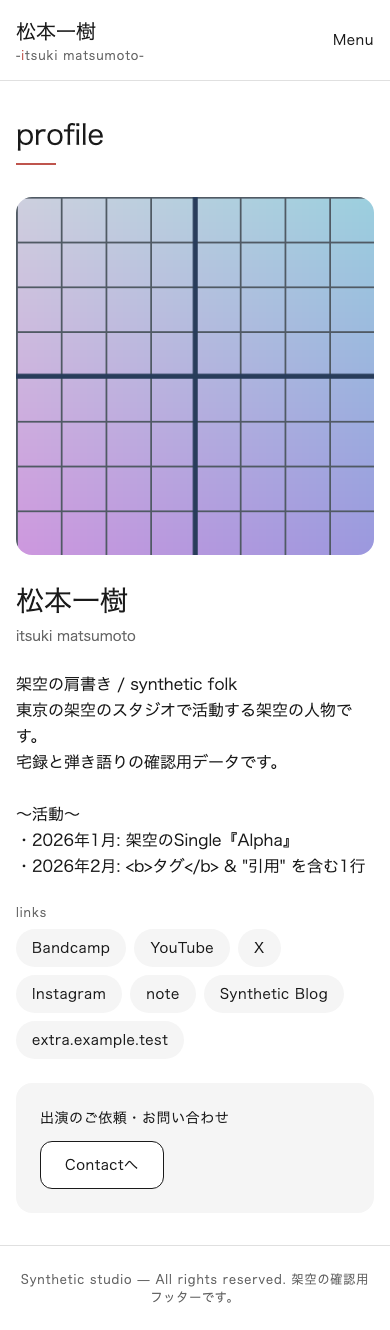 松本一樹
-itsuki matsumoto-
Menu
profile
松本一樹
itsuki matsumoto
架空の肩書き / synthetic folk
東京の架空のスタジオで活動する架空の人物で
す。
宅録と弾き語りの確認用データです。
〜活動〜
・2026年1月: 架空のSingle『Alpha』
・2026年2月: <b>タグ</b> & "引用" を含む1行
links
Bandcamp
YouTube
X
Instagram
note
Synthetic Blog
extra.example.test
出演のご依頼・お問い合わせ
Contactへ
Synthetic studio — All rights reserved. 架空の確認用
フッターです。